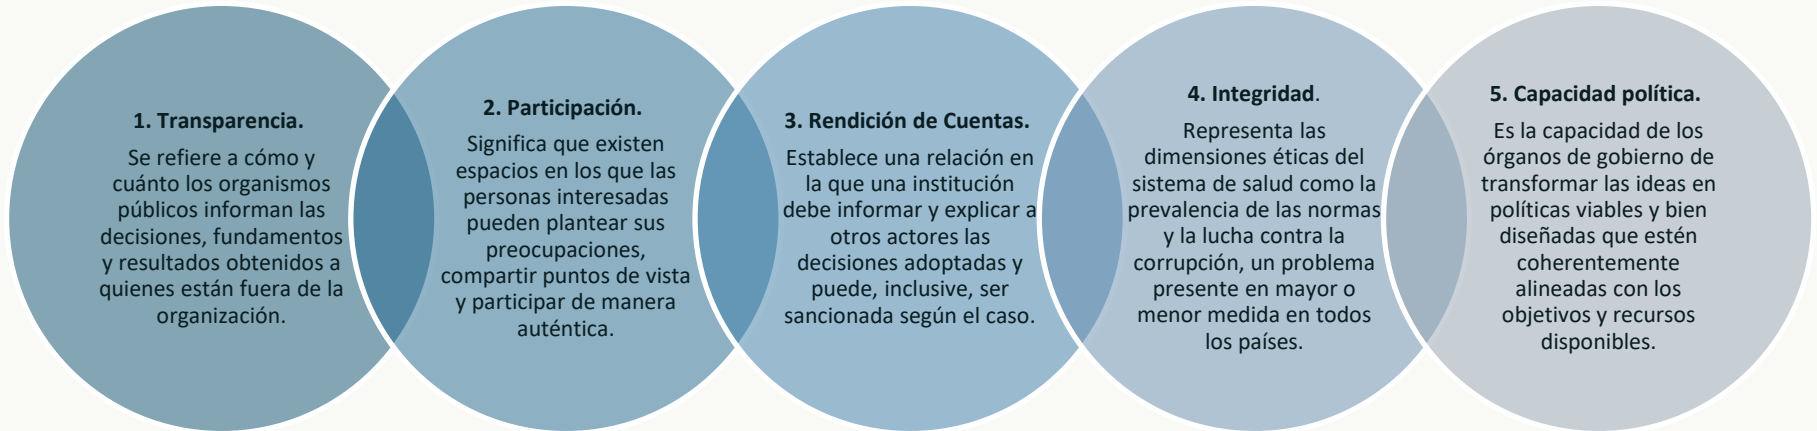 1. Transparencia.
Se refiere a cómo y
cuánto los organismos
públicos informan las
decisiones, fundamentos
y resultados obtenidos a
quienes están fuera de la
organización.
2. Participación.
Significa que existen
espacios en los que las
personas interesadas
pueden plantear sus
preocupaciones,
compartir puntos de vista
y participar de manera
auténtica.
3. Rendición de Cuentas.
Establece una relación en
la que una institución
debe informar y explicar a
otros actores las
decisiones adoptadas y
puede, inclusive, ser
sancionada según el caso.
4. Integridad.
Representa las
dimensiones éticas del
sistema de salud como la
prevalencia de las normas
y la lucha contra la
corrupción, un problema
presente en mayor o
menor medida en todos
los países.
5. Capacidad política.
Es la capacidad de los
órganos de gobierno de
transformar las ideas en
políticas viables y bien
diseñadas que estén
coherentemente
alineadas con los
objetivos y recursos
disponibles.